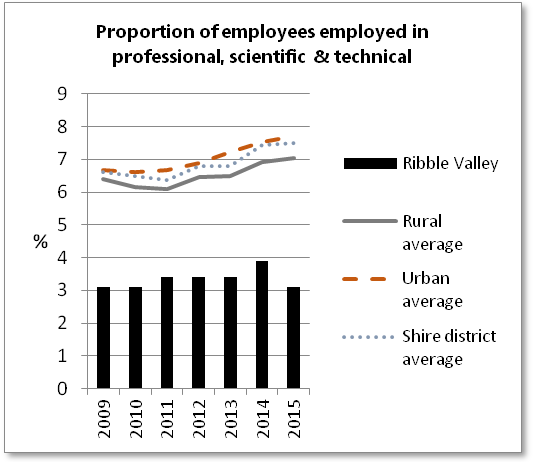 Proportion of employees employed in
professional, scientific & technical
9
8
7
6
5
4
3
2
1
0
%
2009
2010
2011
2012
2013
2014
2015
Ribble Valley
Rural
average
Urban
average
Shire district
average